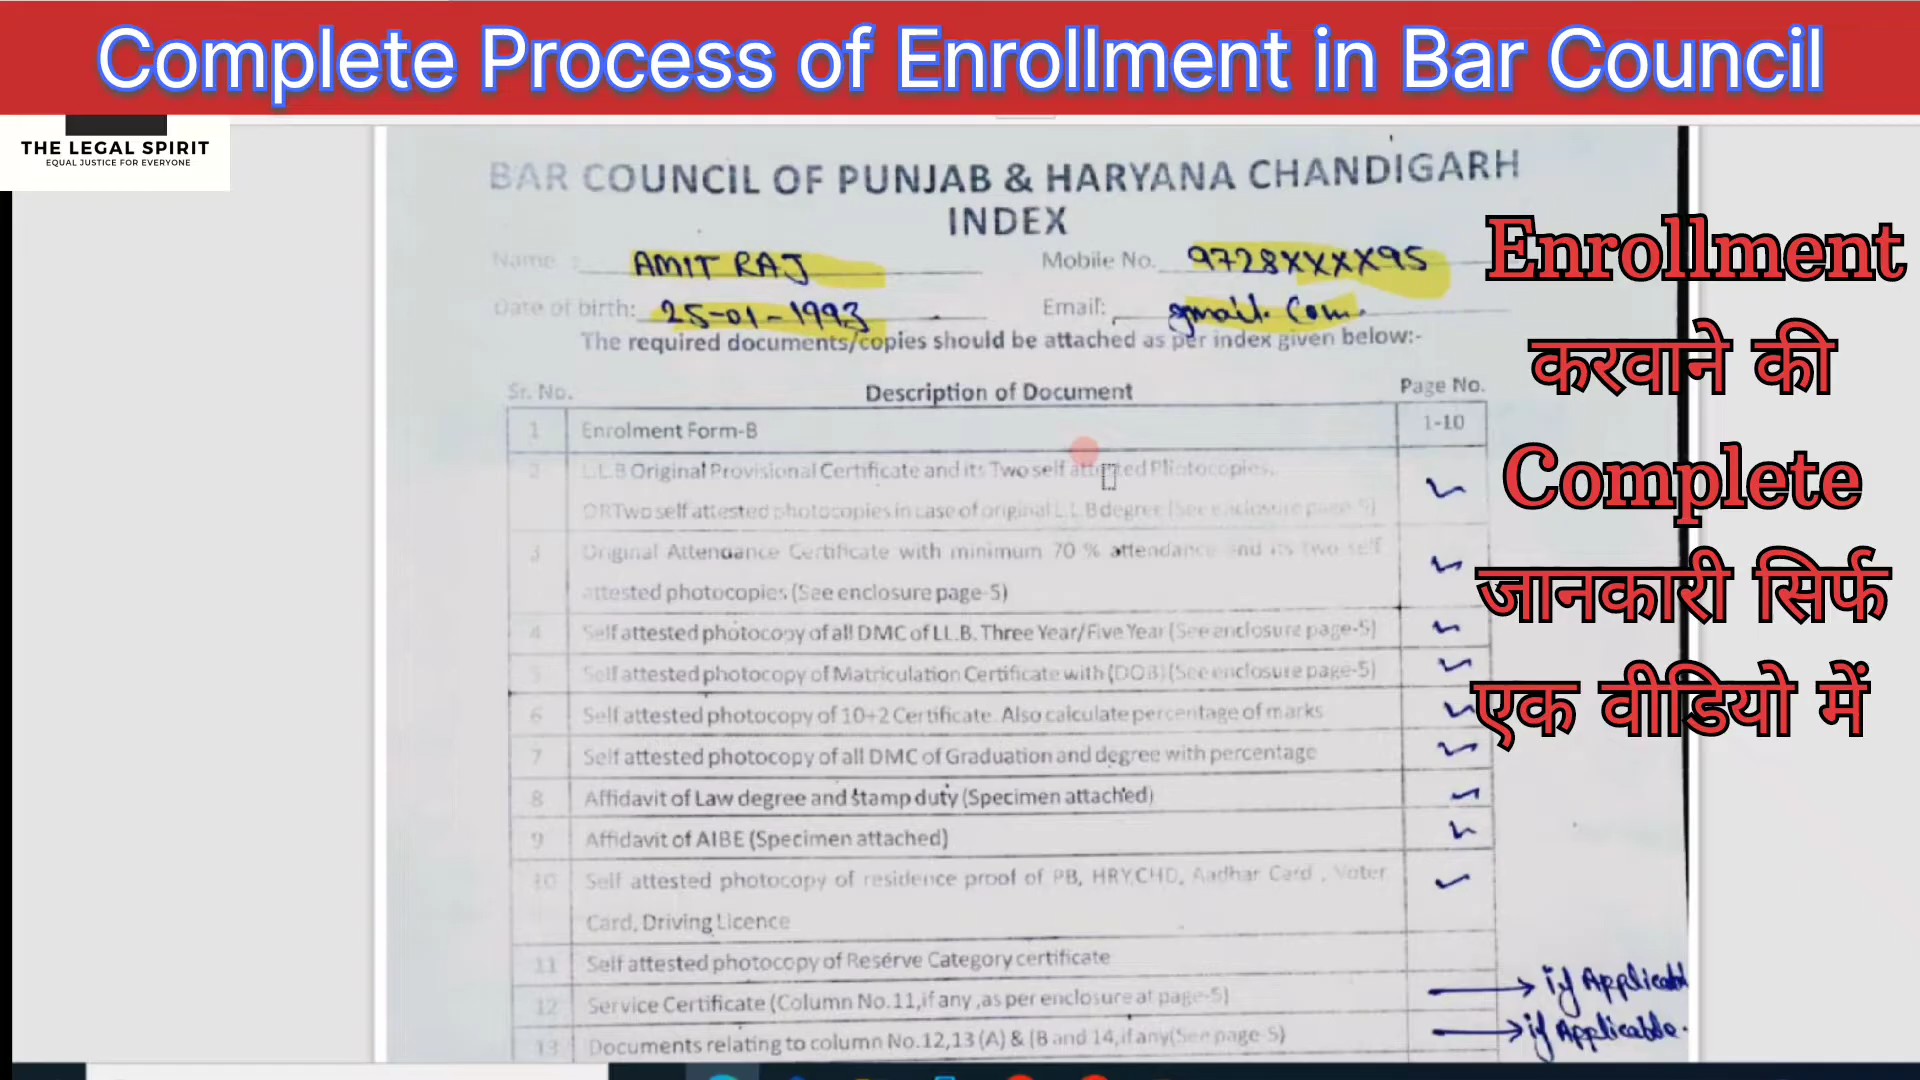 Complete Process of Enrollment in Bar Council
THE LEGAL SPIRIT
EQUAL JUSTICE FOR EVERYONE
BAR COUNCIL OF PUNJAB & HARYANA CHANDIGARH
INDEX
Name : AMIT RAJ Mobile No. 9728XXXX95
Date of birth: 25-01-1993 Email: gmail.com.
The required documents/copies should be attached as per index given below:-
Sr. No. Description of Document Page No.
1 Enrolment Form-B 1-10
2 L.L.B Original Provisional Certificate and its Two self attested Photocopies.
ORTwo self attested photocopies in case of original L.L.B degree (See enclosure page-5)
3 Original Attendance Certificate with minimum 70 % attendance and its two self
attested photocopies (See enclosure page-5)
4 Self attested photocopy of all DMC of LL.B. Three Year/Five Year (See enclosure page-5)
5 Self attested photocopy of Matriculation Certificate with (DOB) (See enclosure page-5)
6 Self attested photocopy of 10+2 Certificate. Also calculate percentage of marks
7 Self attested photocopy of all DMC of Graduation and degree with percentage
8 Affidavit of Law degree and stamp duty (Specimen attached)
9 Affidavit of AIBE (Specimen attached)
10 Self attested photocopy of residence proof of PB, HRY,CHD, Aadhar Card , Voter
Card, Driving Licence
11 Self attested photocopy of Reserve Category certificate
12 Service Certificate (Column No.11,if any ,as per enclosure at page-5) if Applicabl
13 Documents relating to column No.12,13 (A) & (B and 14,if any(See page-5) if Applicable.
Enrollment
करवाने की
Complete
जानकारी सिर्फ
एक वीडियो में